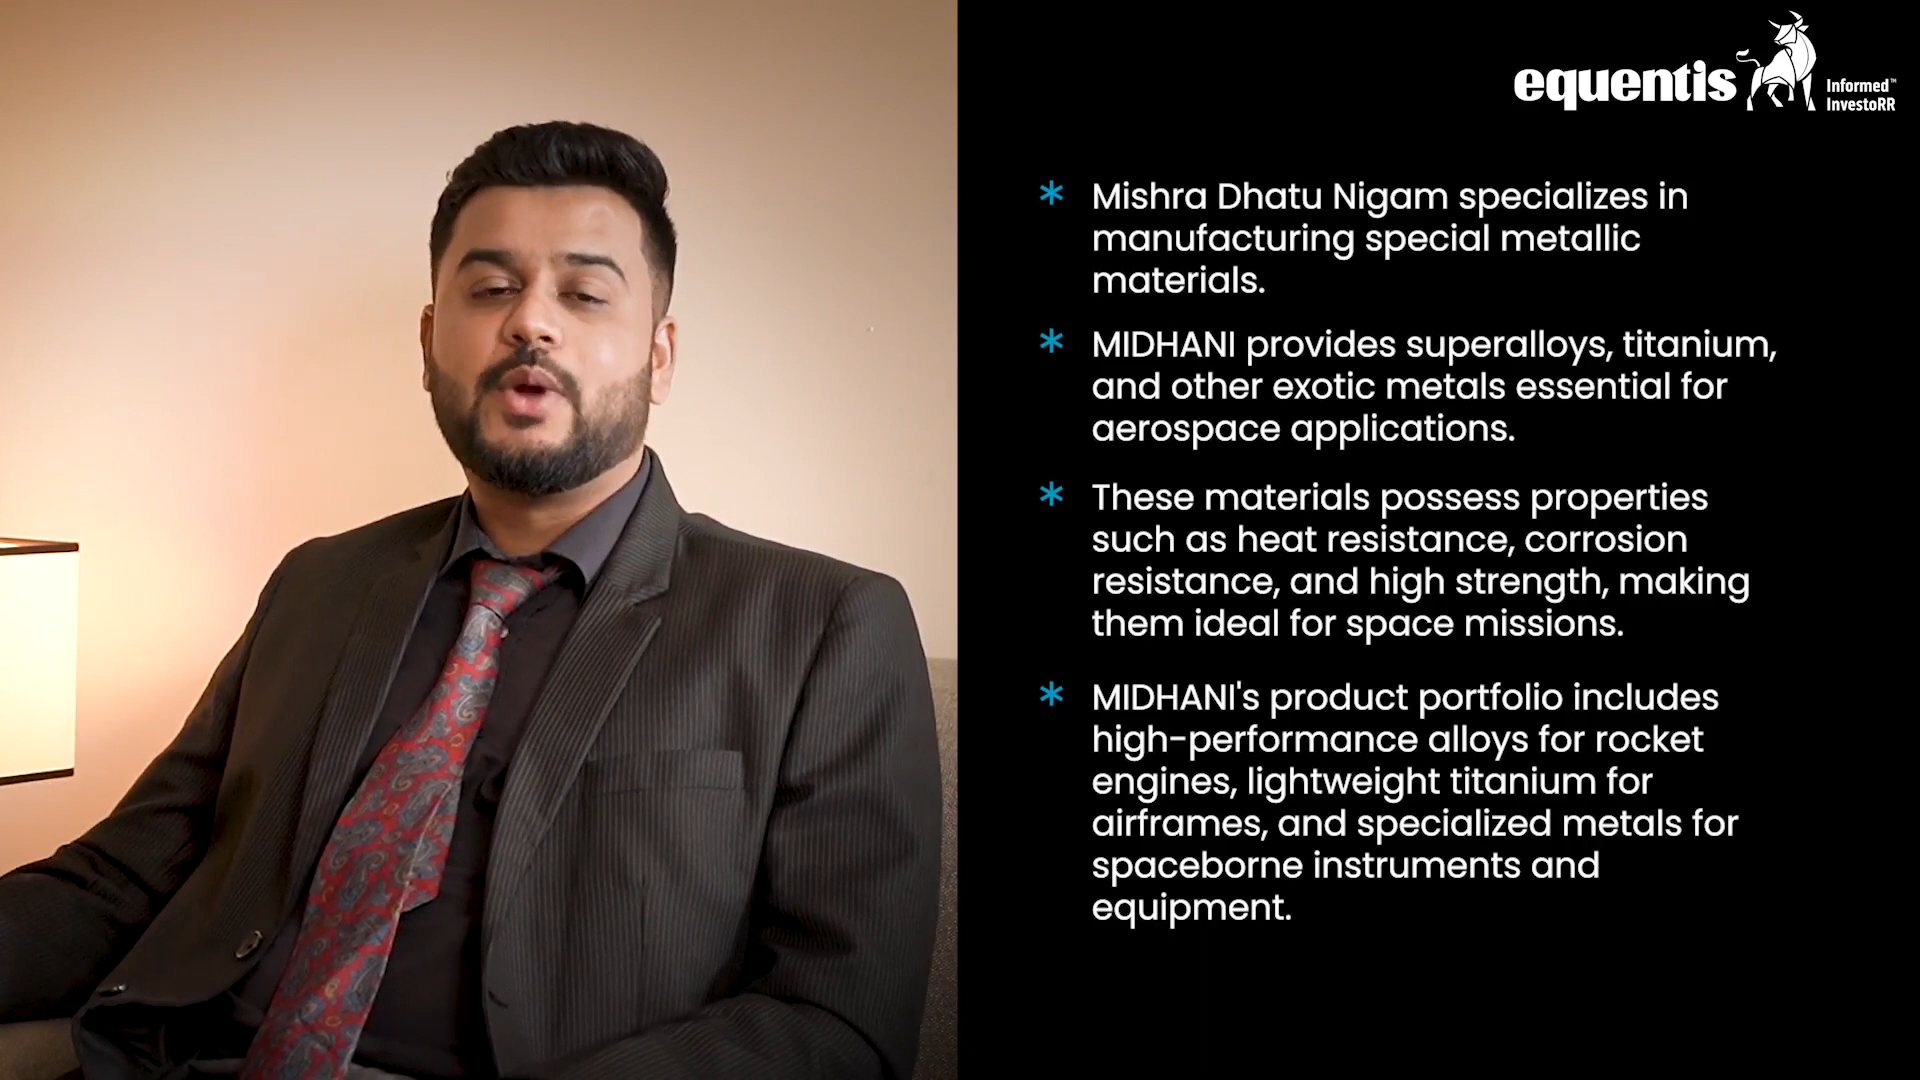 equentis
Informed™
InvestoRR
* Mishra Dhatu Nigam specializes in
manufacturing special metallic
materials.
* MIDHANI provides superalloys, titanium,
and other exotic metals essential for
aerospace applications.
* These materials possess properties
such as heat resistance, corrosion
resistance, and high strength, making
them ideal for space missions.
* MIDHANI's product portfolio includes
high-performance alloys for rocket
engines, lightweight titanium for
airframes, and specialized metals for
spaceborne instruments and
equipment.